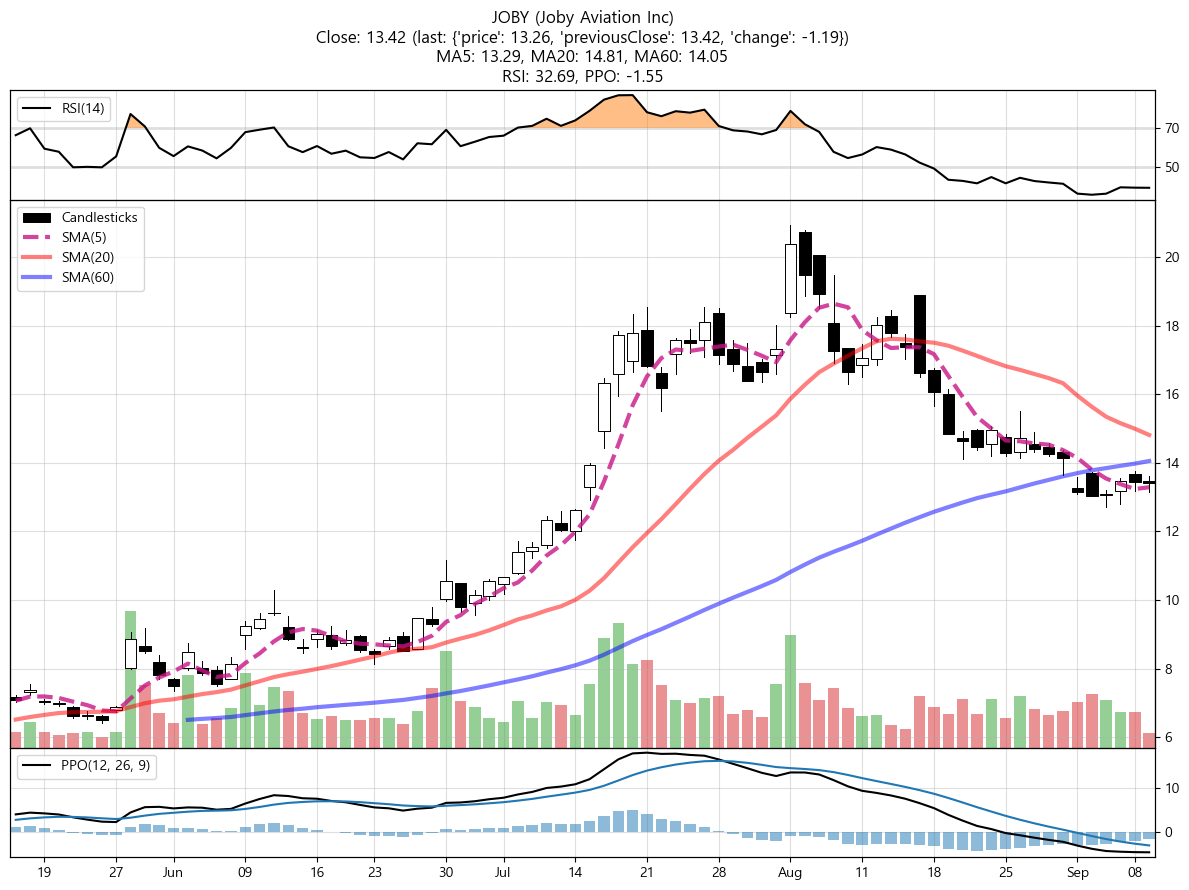 JOBY (Joby Aviation Inc)
Close: 13.42 (last: {'price': 13.26, 'previousClose': 13.42, 'change': -1.19})
MA5: 13.29, MA20: 14.81, MA60: 14.05
RSI: 32.69, PPO: -1.55
RSI(14)
70
50
Candlesticks
SMA(5)
SMA(20)
SMA(60)
20
18
16
14
12
10
8
6
PPO(12, 26, 9)
10
0
19 27 Jun 09 16 23 Jul 14 21 28 Aug 11 18 25 Sep 08